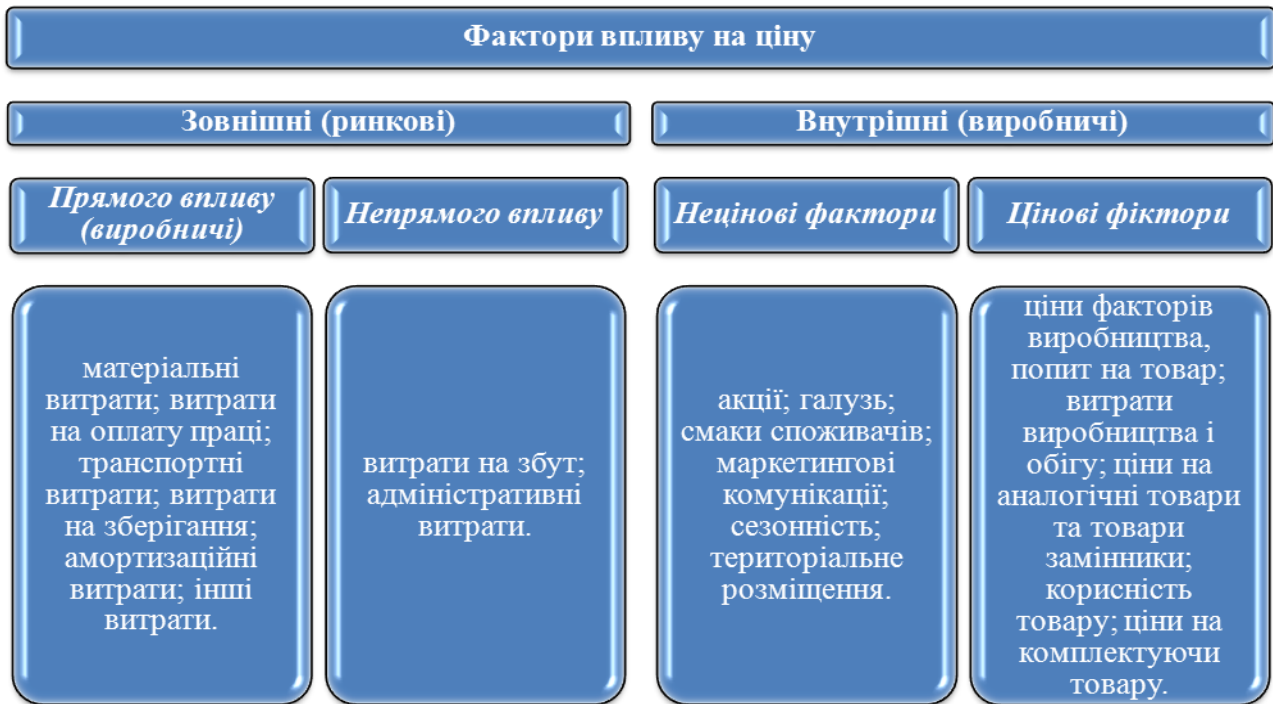 Фактори впливу на ціну
Зовнішні (ринкові)
Внутрішні (виробничі)
Прямого впливу
(виробничі)
Непрямого впливу
Нецінові фактори
Цінові фіктори
матеріальні
витрати; витрати
на оплату праці;
транспортні
витрати; витрати
на зберігання;
амортизаційні
витрати; інші
витрати.
витрати на збут;
адміністративні
витрати.
акції; галузь;
смаки споживачів;
маркетингові
комунікації;
сезонність;
територіальне
розміщення.
ціни факторів
виробництва,
попит на товар;
витрати
виробництва і
обігу; ціни на
аналогічні товари
та товари
замінники;
корисність
товару; ціни на
комплектуючи
товару.